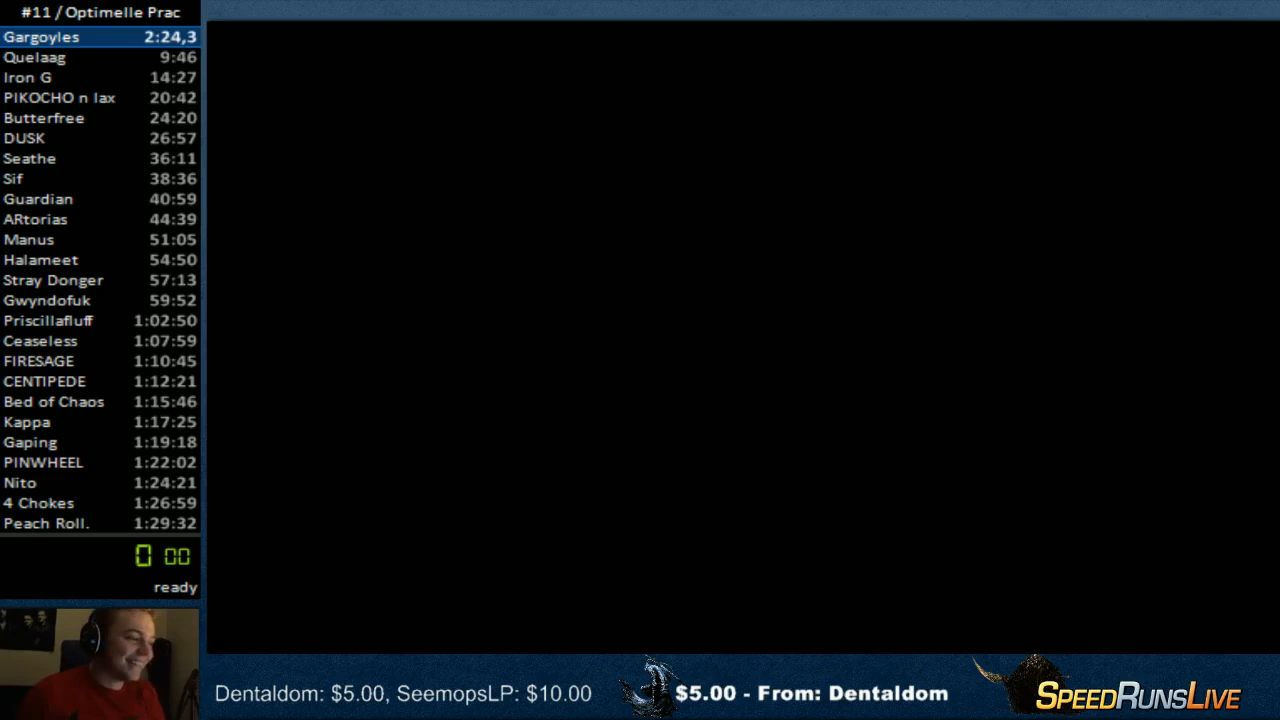 #11 / Optimelle Prac
Gargoyles 2:24,3
Quelaag 9:46
Iron G 14:27
PIKOCHO n lax 20:42
Butterfree 24:20
DUSK 26:57
Seathe 36:11
Sif 38:36
Guardian 40:59
ARtorias 44:39
Manus 51:05
Halameet 54:50
Stray Donger 57:13
Gwyndofuk 59:52
Priscillafluff 1:02:50
Ceaseless 1:07:59
FIRESAGE 1:10:45
CENTIPEDE 1:12:21
Bed of Chaos 1:15:46
Kappa 1:17:25
Gaping 1:19:18
PINWHEEL 1:22:02
Nito 1:24:21
4 Chokes 1:26:59
Peach Roll. 1:29:32
0 00
ready
Dentaldom: $5.00, SeemopsLP: $10.00
$5.00 - From: Dentaldom
SPEEDRUNSLIVE